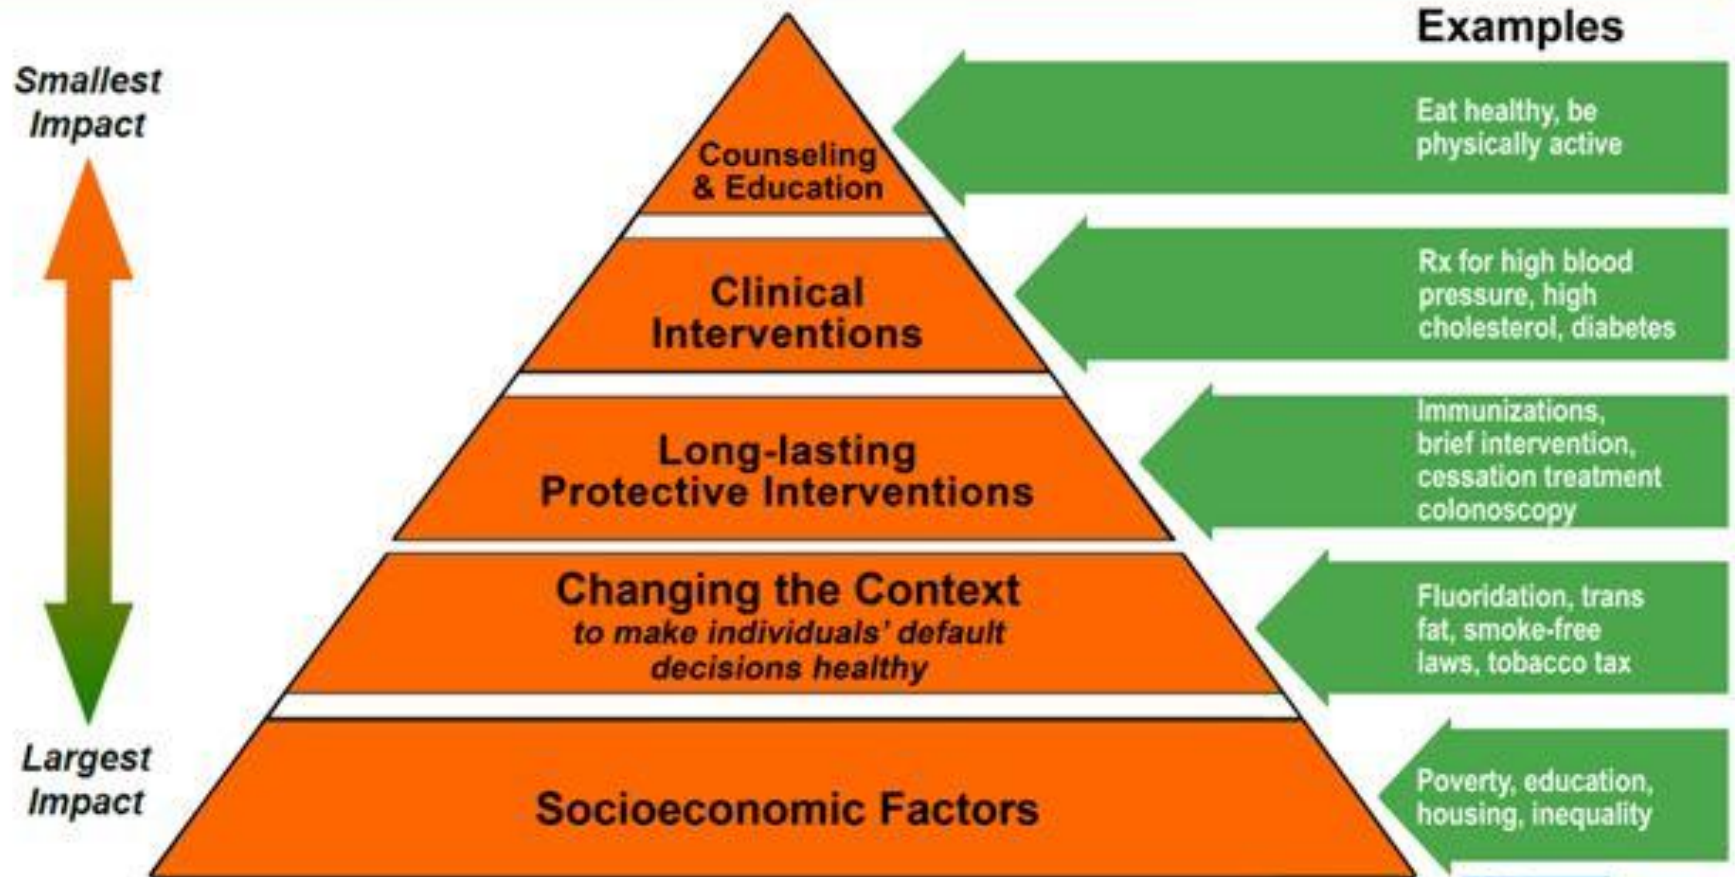 Examples
Smallest
Impact
Counseling
& Education
Eat healthy, be
physically active
Clinical
Interventions
Rx for high blood
pressure, high
cholesterol, diabetes
Long-lasting
Protective Interventions
Immunizations,
brief intervention,
cessation treatment
colonoscopy
Changing the Context
to make individuals’ default
decisions healthy
Fluoridation, trans
fat, smoke-free
laws, tobacco tax
Largest
Impact
Socioeconomic Factors
Poverty, education,
housing, inequality